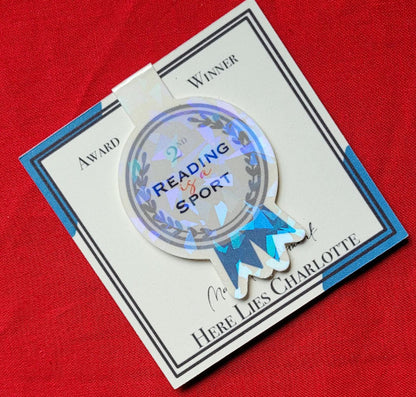 AWARD WINNER
2ND
READING
is a
SPORT
HERE LIES CHARLOTTE